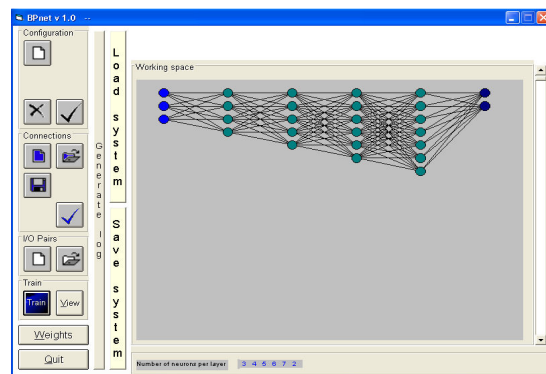 BPnet v 1.0 --
Configuration
Connections
I/O Pairs
Train
Train
View
Weights
Quit
Generate log
Load system
Save system
Working space
Number of neurons per layer
3 4 5 6 7 2